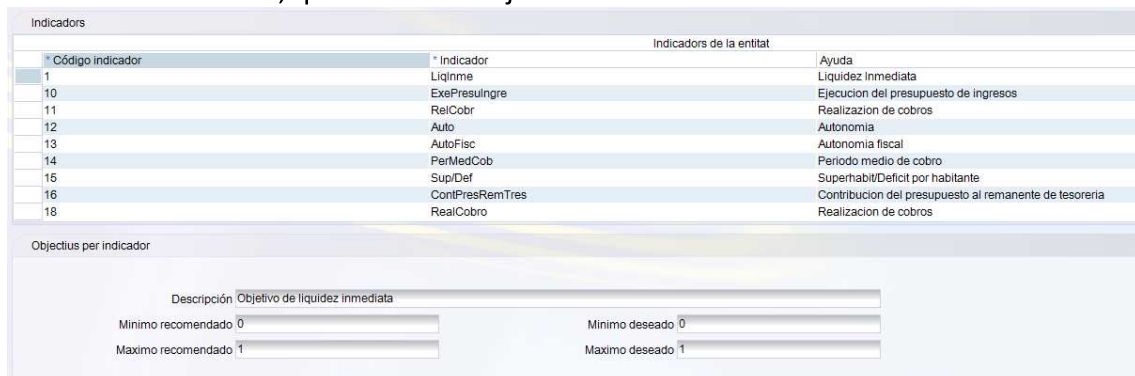 Indicadors
Indicadors de la entitat
* Código indicador * Indicador Ayuda
1 LiqInme Liquidez Inmediata
10 ExePresuIngre Ejecucion del presupuesto de ingresos
11 RelCobr Realizazion de cobros
12 Auto Autonomia
13 AutoFisc Autonomia fiscal
14 PerMedCob Periodo medio de cobro
15 Sup/Def Superhabit/Deficit por habitante
16 ContPresRemTres Contribucion del presupuesto al remanente de tesoreria
18 RealCobro Realizacion de cobros
Objectius per indicador
Descripción Objetivo de liquidez inmediata
Minimo recomendado 0 Minimo deseado 0
Maximo recomendado 1 Maximo deseado 1